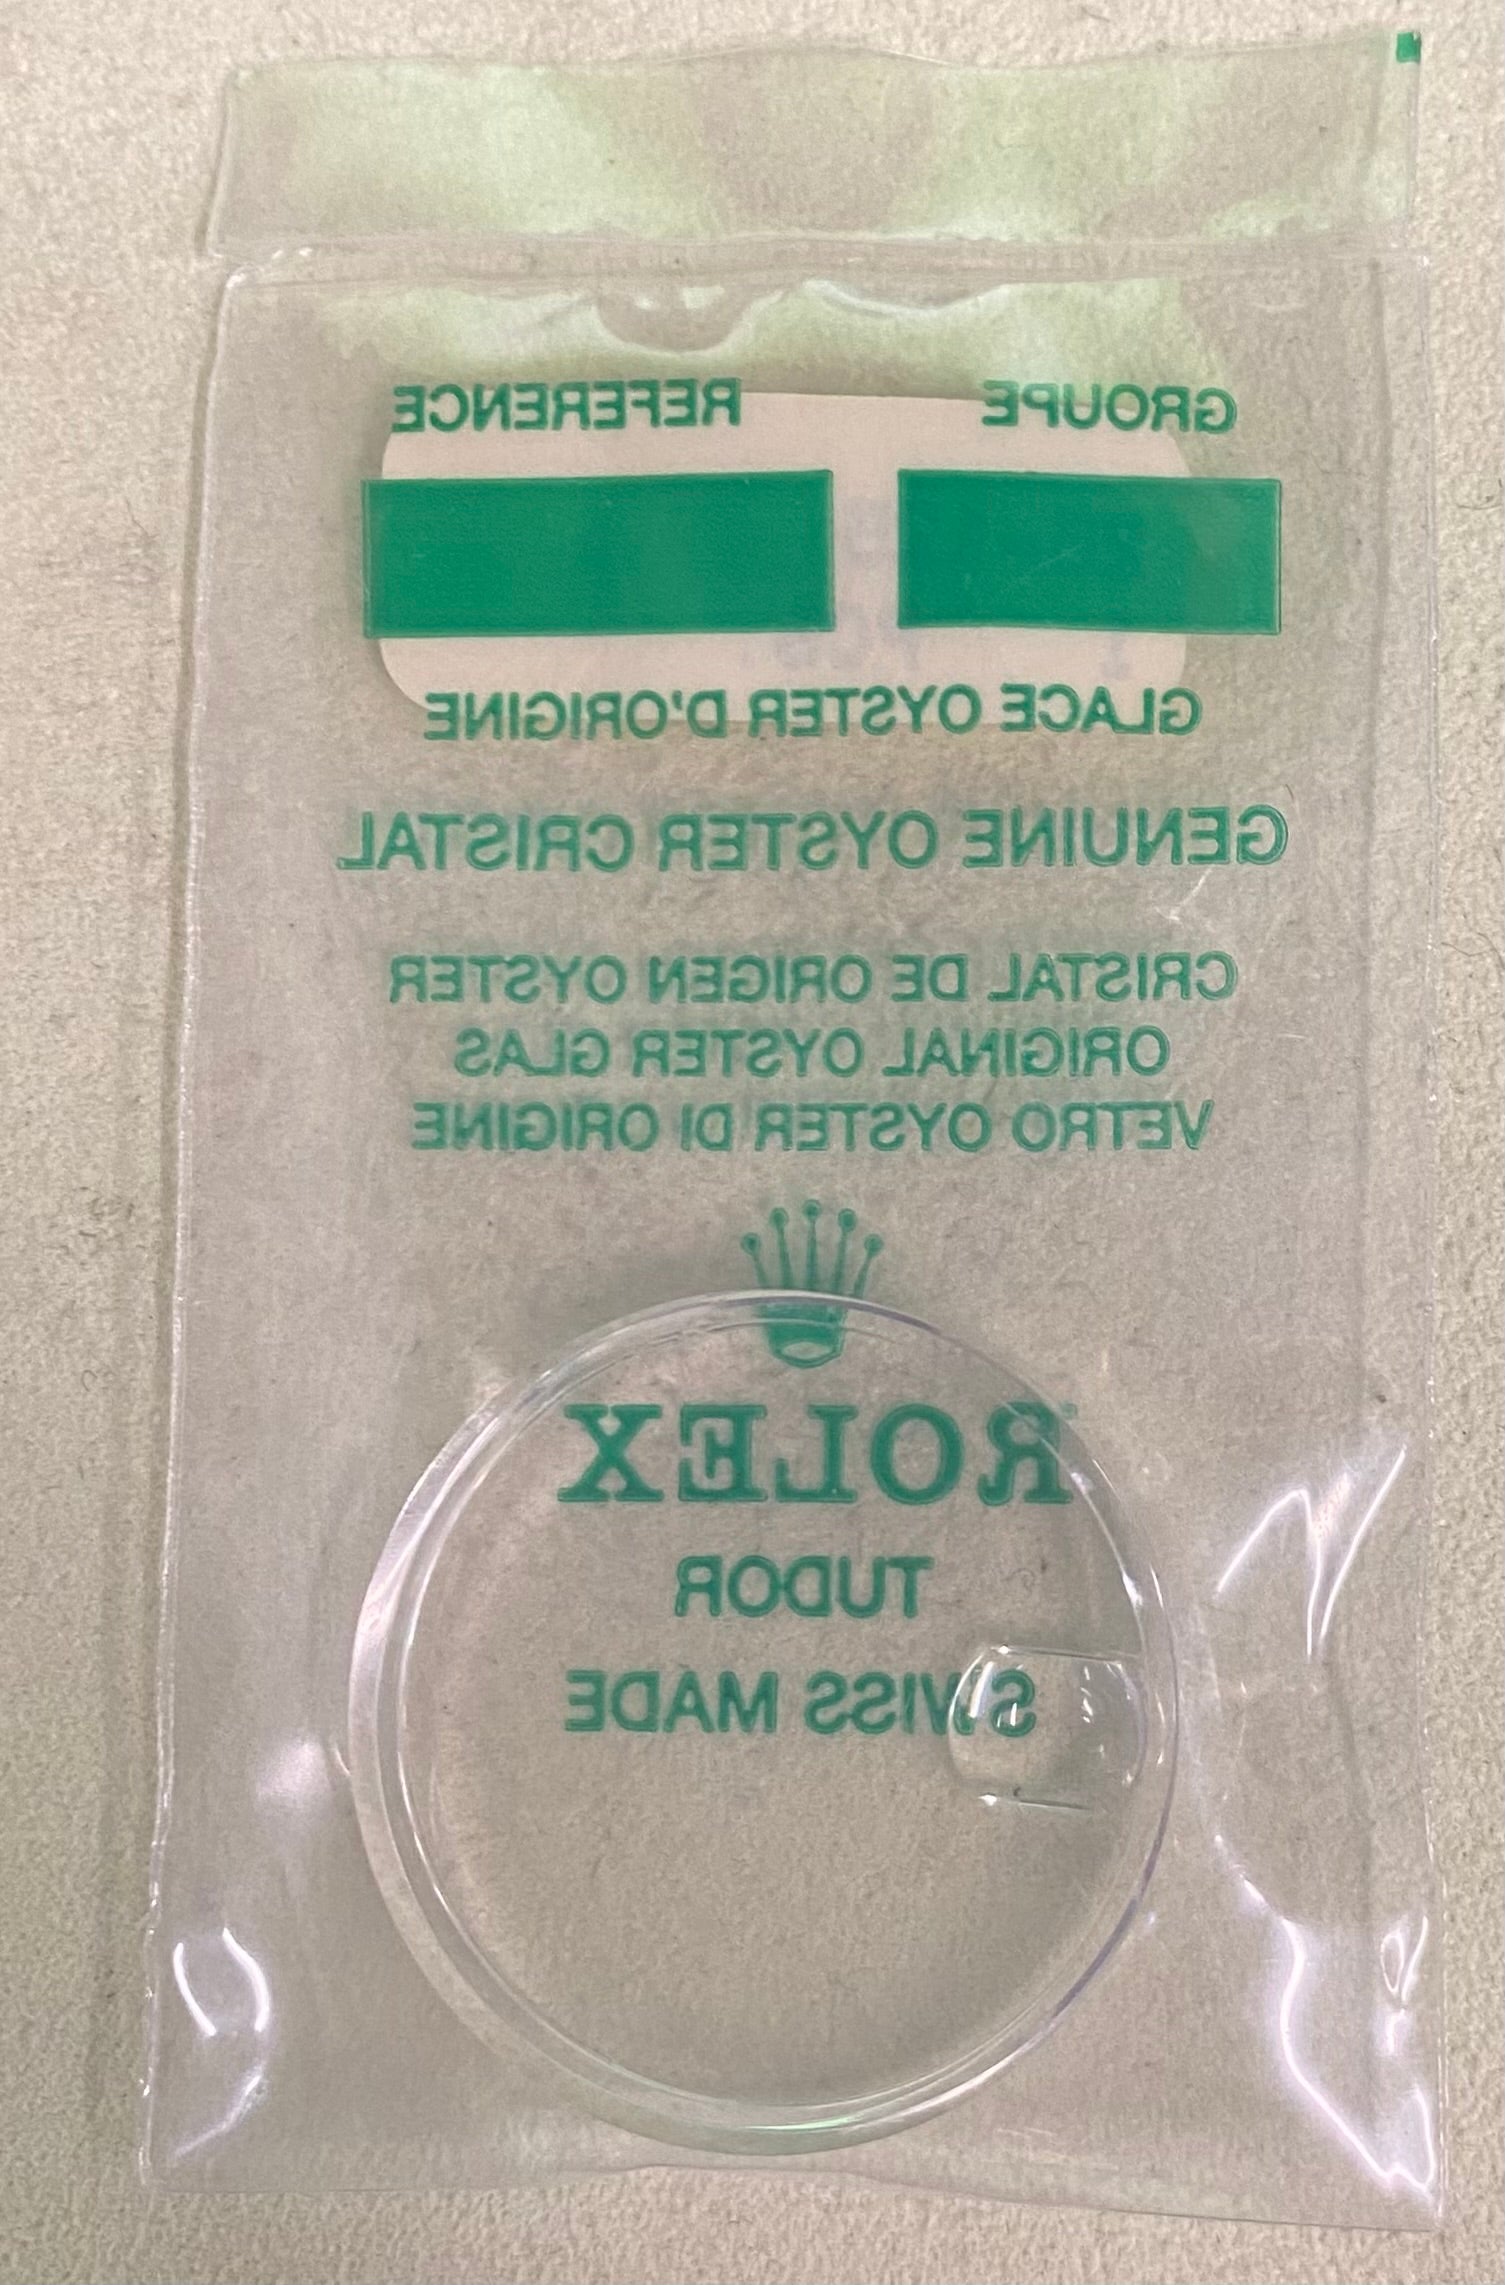 GROUPE REFERENCE
GLACE OYSTER D'ORIGINE
GENUINE OYSTER CRISTAL
CRISTAL DE ORIGEN OYSTER
ORIGINAL OYSTER GLAS
VETRO OYSTER DI ORIGINE
ROLEX
TUDOR
SWISS MADE